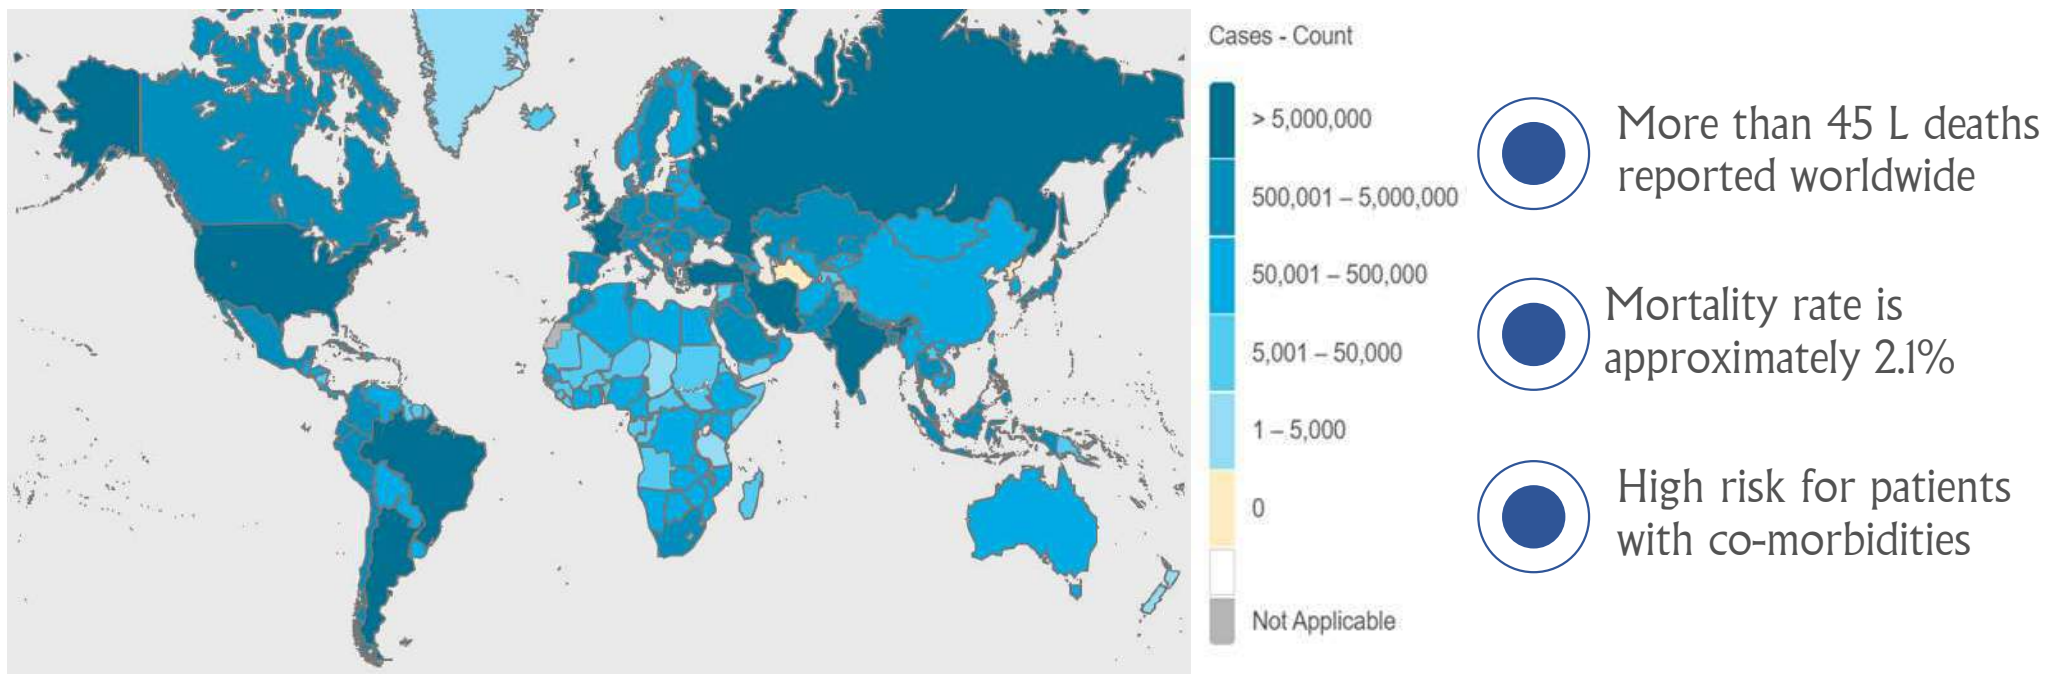 Cases - Count
> 5,000,000
500,001 – 5,000,000
50,001 – 500,000
5,001 – 50,000
1 – 5,000
0
Not Applicable
More than 45 L deaths
reported worldwide
Mortality rate is
approximately 2.1%
High risk for patients
with co-morbidities